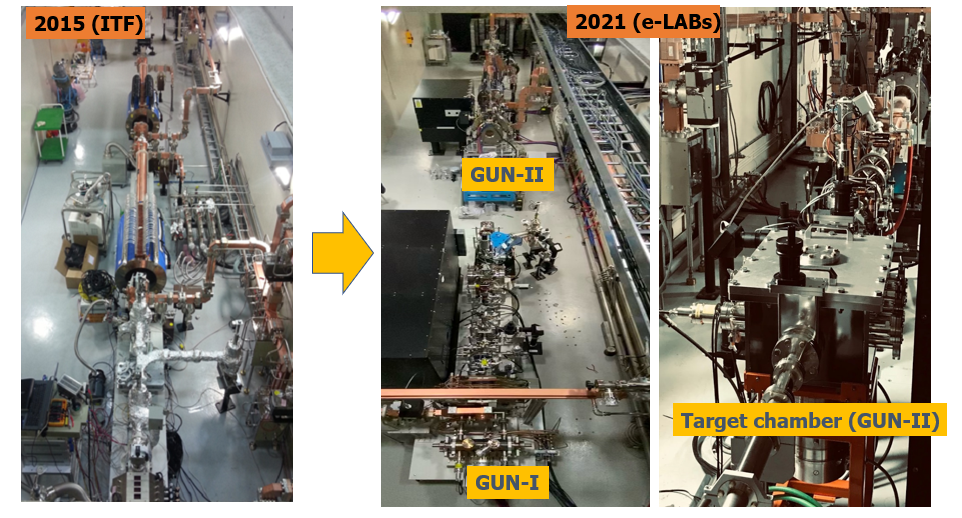 2015 (ITF)
2021 (e-LABs)
GUN-II
Target chamber (GUN-II)
GUN-I